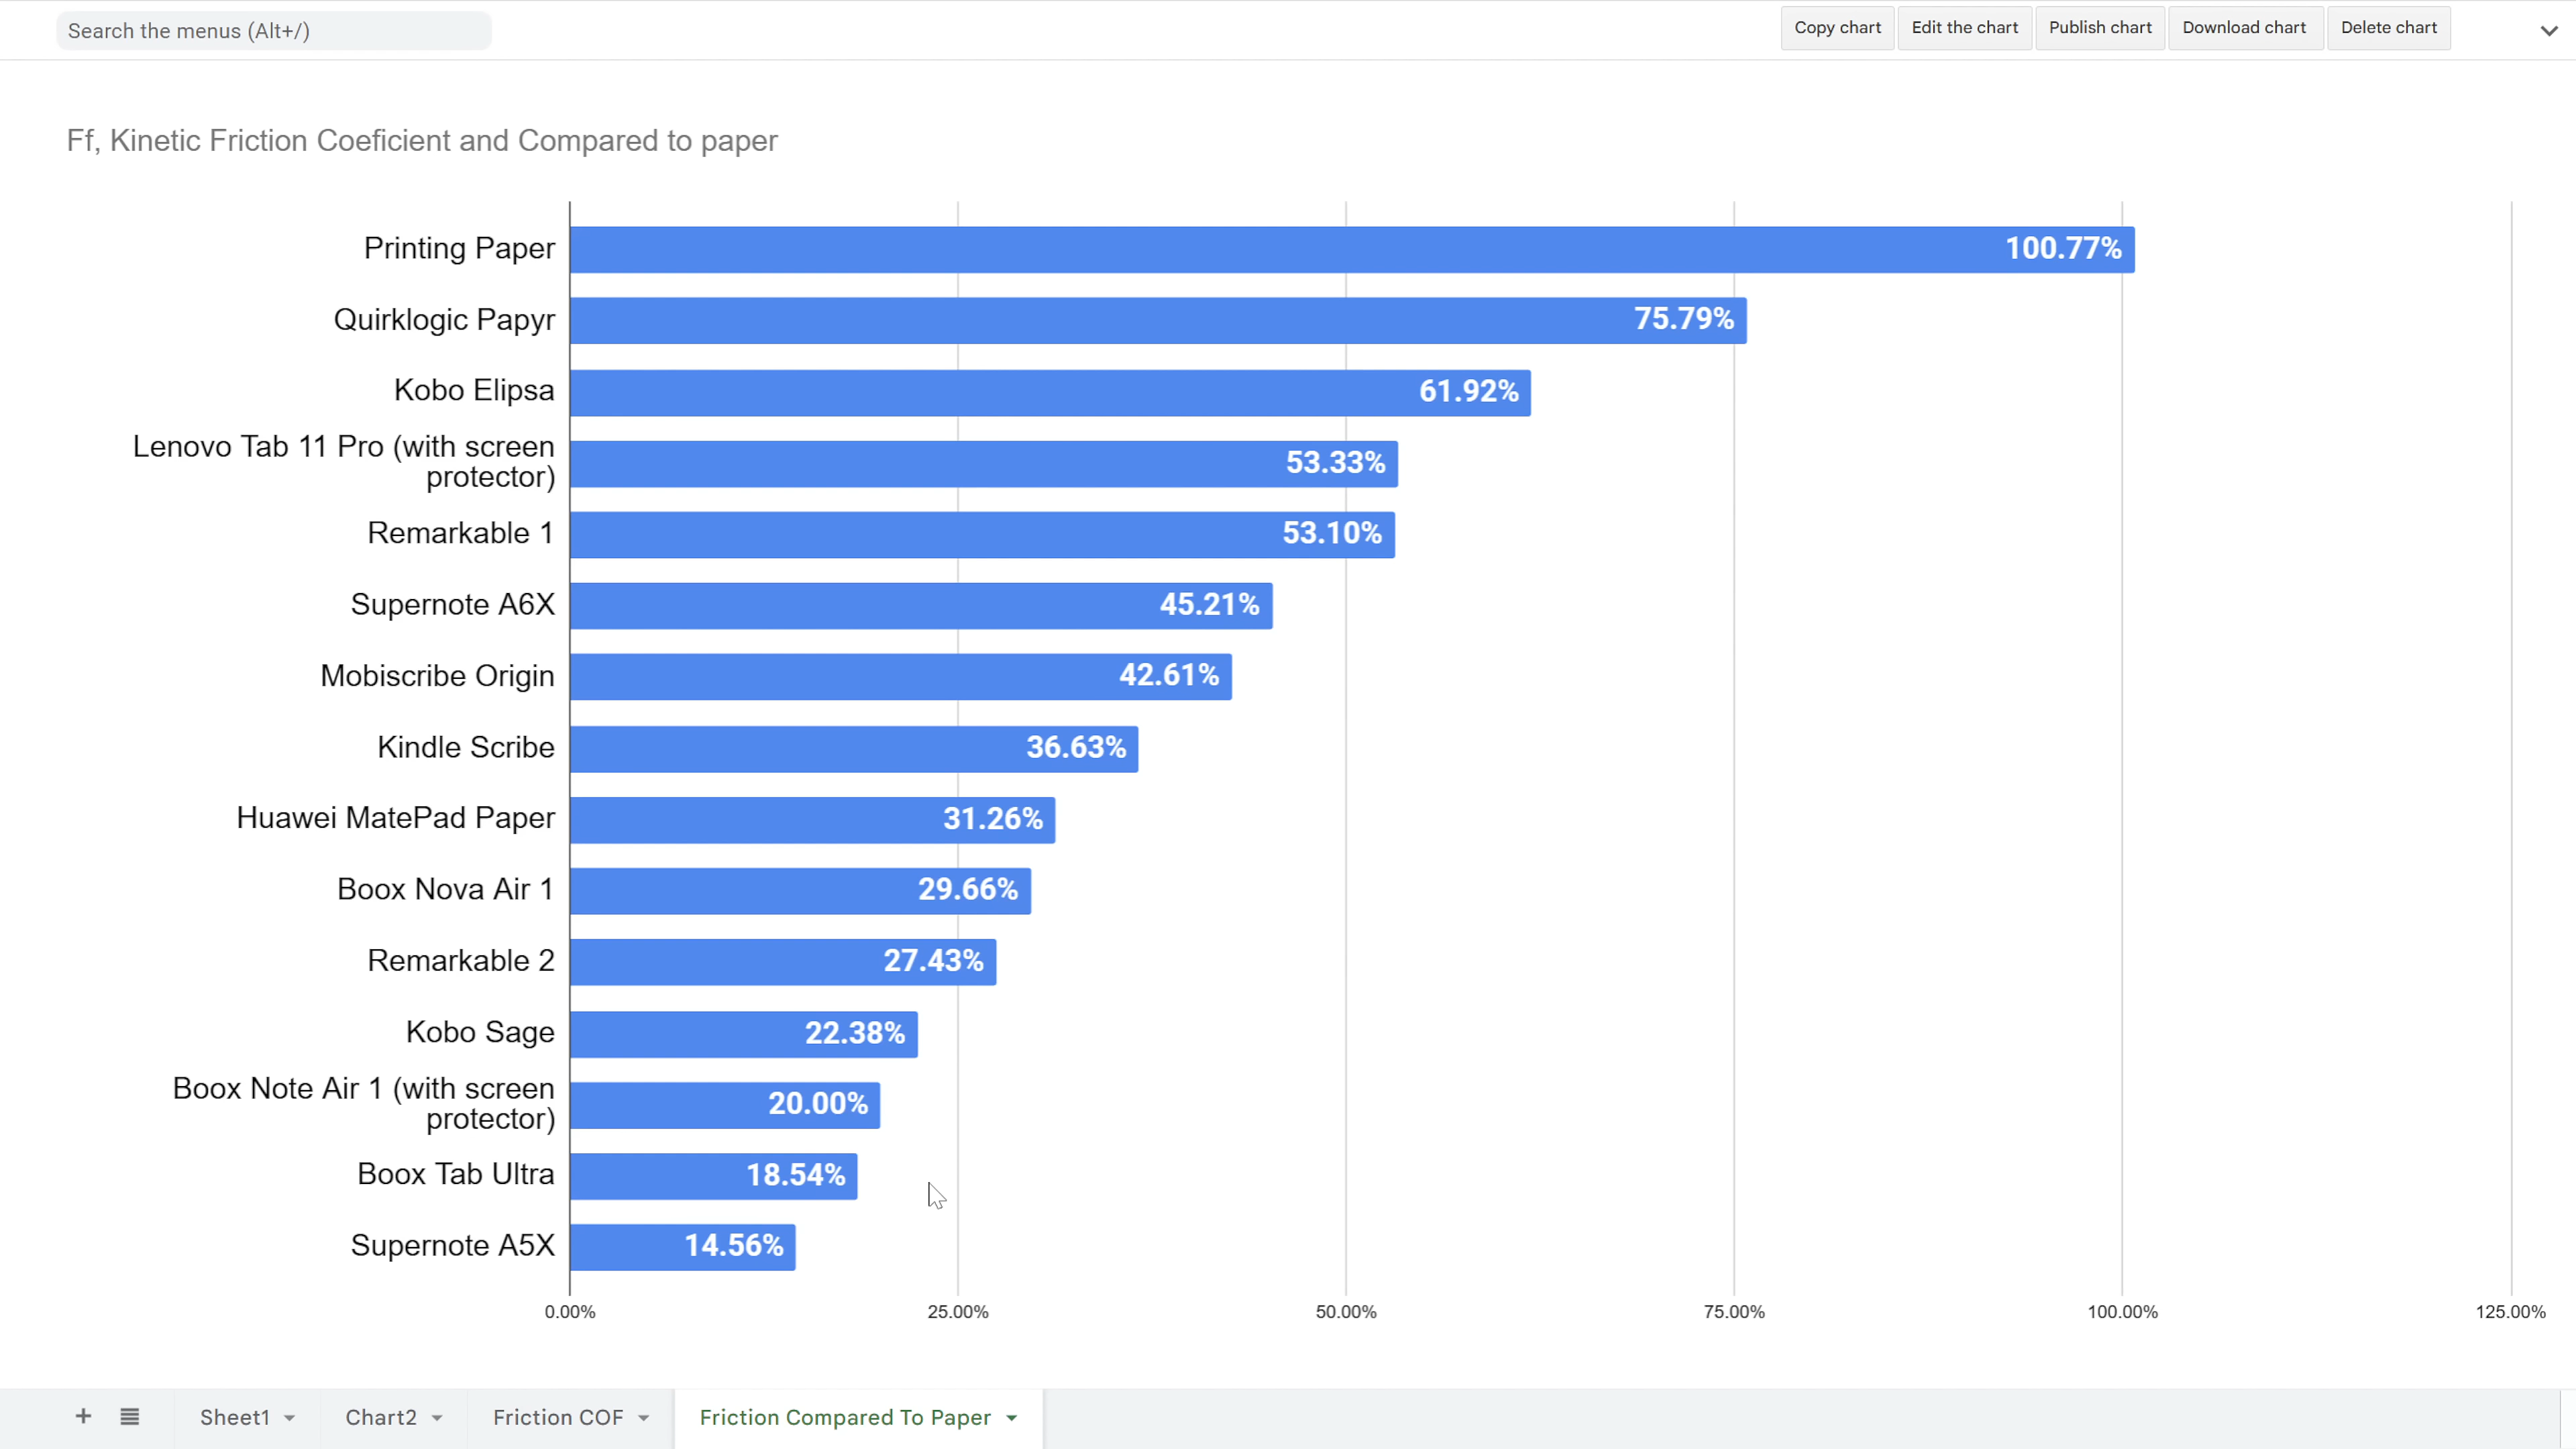 Search the menus (Alt+/)
Copy chart
Edit the chart
Publish chart
Download chart
Delete chart
Ff, Kinetic Friction Coeficient and Compared to paper
Printing Paper
100.77%
Quirklogic Papyr
75.79%
Kobo Elipsa
61.92%
Lenovo Tab 11 Pro (with screen
protector)
53.33%
Remarkable 1
53.10%
Supernote A6X
45.21%
Mobiscribe Origin
42.61%
Kindle Scribe
36.63%
Huawei MatePad Paper
31.26%
Boox Nova Air 1
29.66%
Remarkable 2
27.43%
Kobo Sage
22.38%
Boox Note Air 1 (with screen
protector)
20.00%
Boox Tab Ultra
18.54%
Supernote A5X
14.56%
0.00%
25.00%
50.00%
75.00%
100.00%
125.00%
Sheet1
Chart2
Friction COF
Friction Compared To Paper